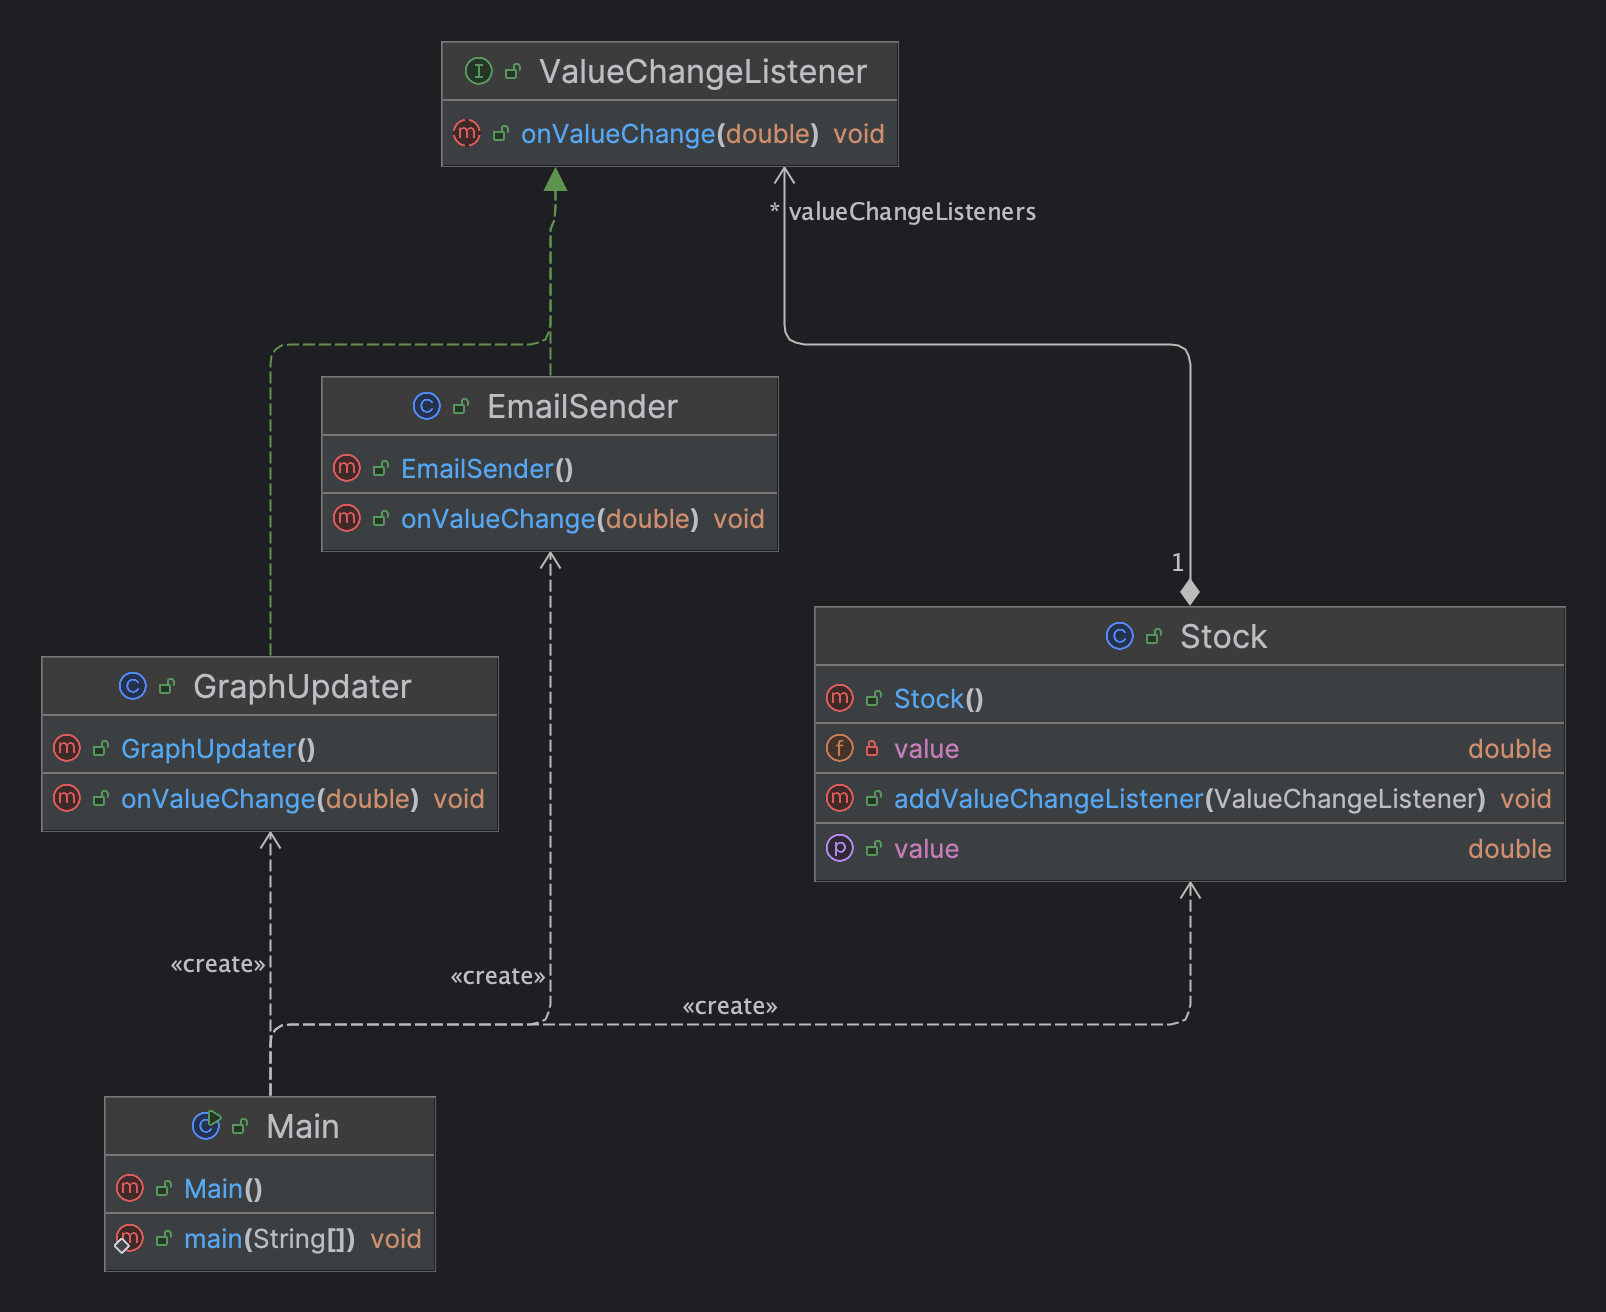 ValueChangeListener
onValueChange(double) void
* valueChangeListeners
EmailSender
EmailSender()
onValueChange(double) void
1
Stock
Stock()
value double
addValueChangeListener(ValueChangeListener) void
value double
GraphUpdater
GraphUpdater()
onValueChange(double) void
«create»
«create»
«create»
Main
Main()
main(String[]) void